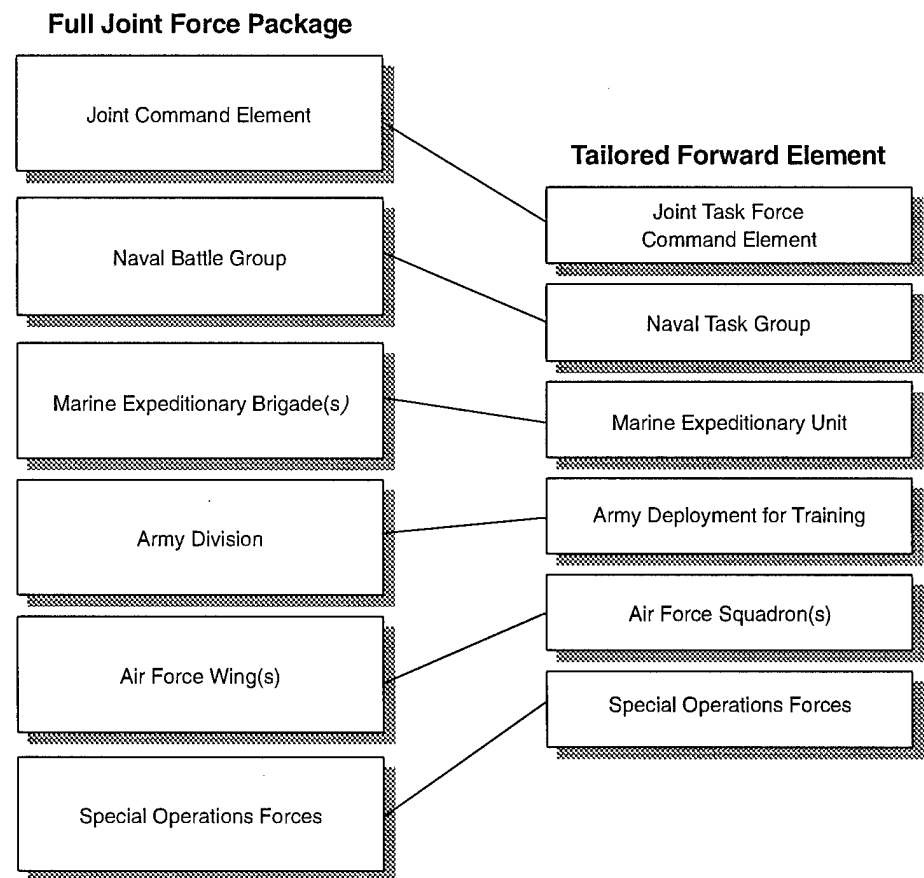 Full Joint Force Package
Joint Command Element
Naval Battle Group
Marine Expeditionary Brigade(s)
Army Division
Air Force Wing(s)
Special Operations Forces
Tailored Forward Element
Joint Task Force
Command Element
Naval Task Group
Marine Expeditionary Unit
Army Deployment for Training
Air Force Squadron(s)
Special Operations Forces